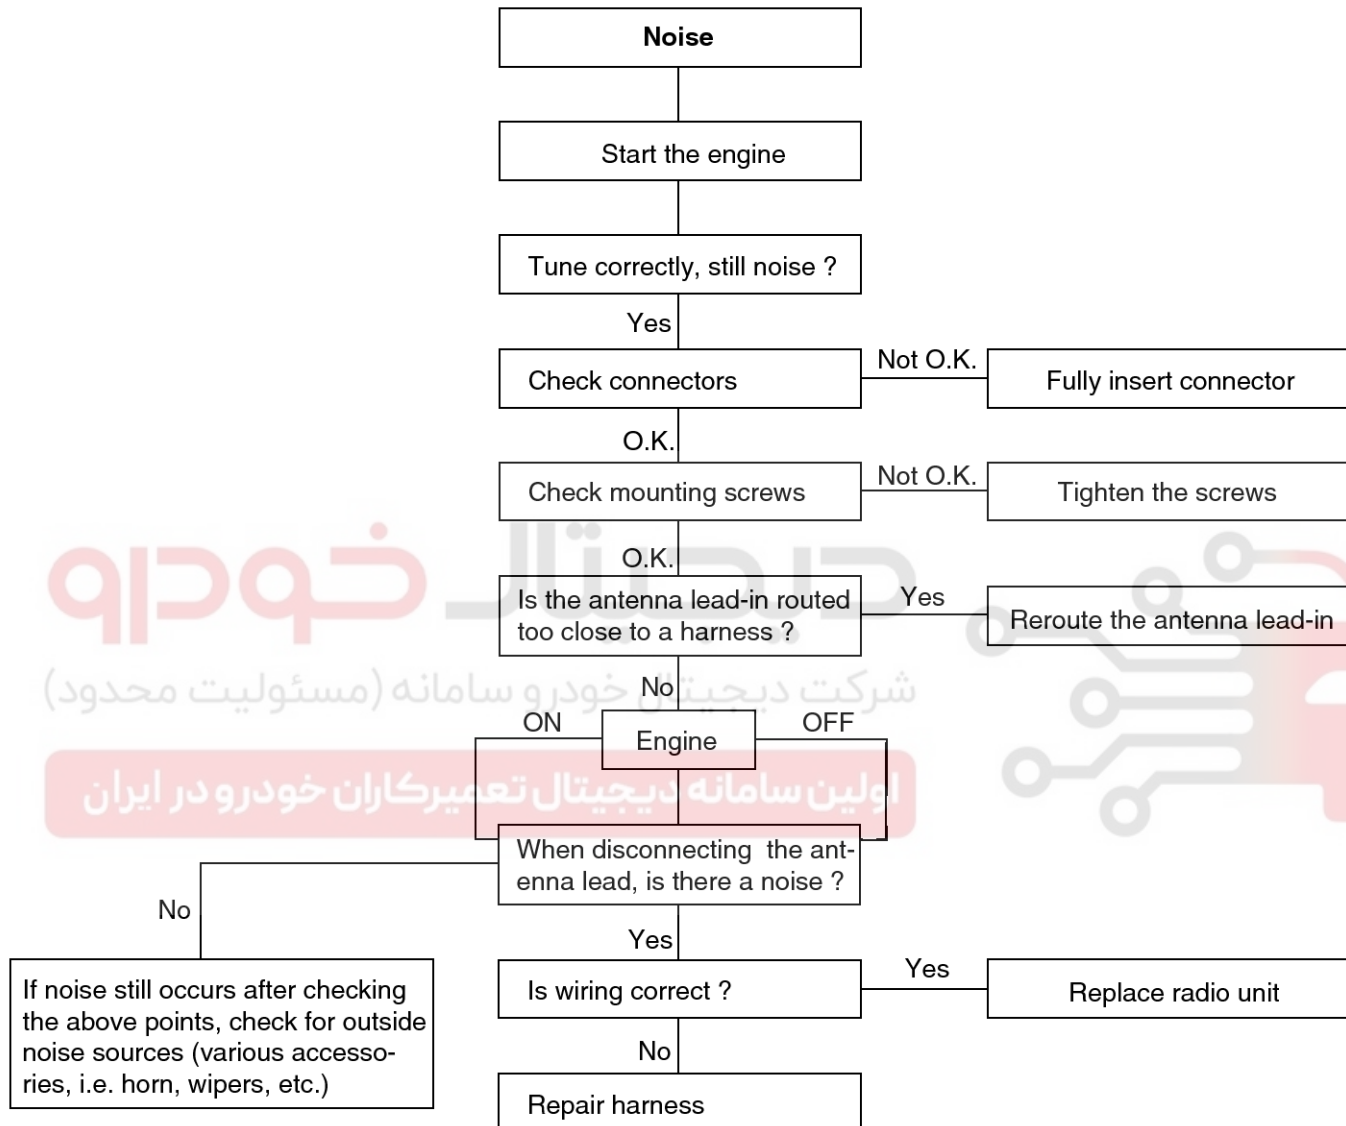 Noise
Start the engine
Tune correctly, still noise ?
Yes
Check connectors
Not O.K.
Fully insert connector
O.K.
Check mounting screws
Not O.K.
Tighten the screws
O.K.
Is the antenna lead-in routed
too close to a harness ?
Yes
Reroute the antenna lead-in
دیجیتال خودرو
شرکت دیجیتال خودرو سامانه (مسئولیت محدود)
No
ON
Engine
OFF
اولین سامانه دیجیتال تعمیرکاران خودرو در ایران
When disconnecting the ant-
enna lead, is there a noise ?
No
Yes
If noise still occurs after checking
the above points, check for outside
noise sources (various accesso-
ries, i.e. horn, wipers, etc.)
Is wiring correct ?
Yes
Replace radio unit
No
Repair harness